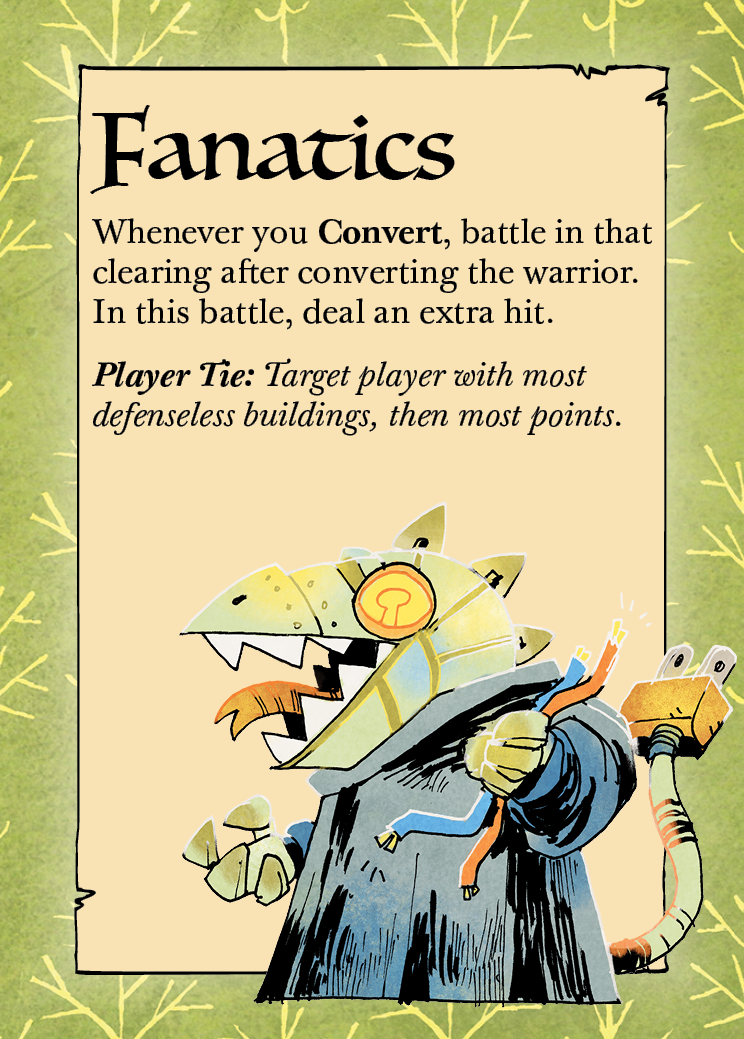 Fanatics
Whenever you Convert, battle in that
clearing after converting the warrior.
In this battle, deal an extra hit.
Player Tie: Target player with most
defenseless buildings, then most points.